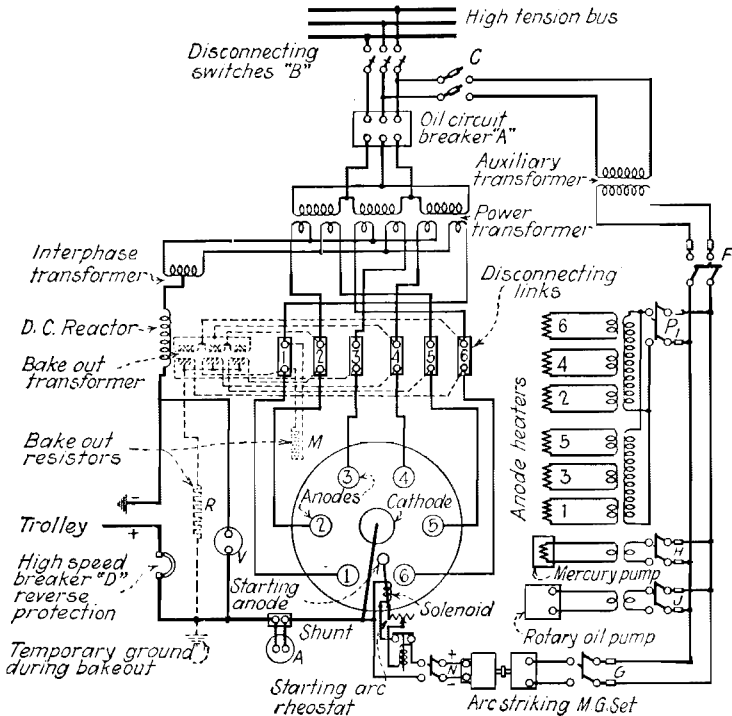 High tension bus
Disconnecting
switches "B"
C
Oil circuit
breaker "A"
Auxiliary
transformer
Power
transformer
F
Interphase
transformer
Disconnecting
links
D.C. Reactor
Bake out
transformer
1 2 3 4 5 6
P1
6
4
2
5
3
1
Anode heaters
Bake out
resistors
M
R
3 4
Anodes
Cathode
2 5
1 6
Trolley
-
+
V
High speed
breaker "D"
reverse
protection
Starting
anode
Solenoid
H
Mercury pump
J
Rotary oil pump
Shunt
A
Temporary ground
during bakeout
Starting arc
rheostat
+
N
-
G
Arc striking M.G. Set